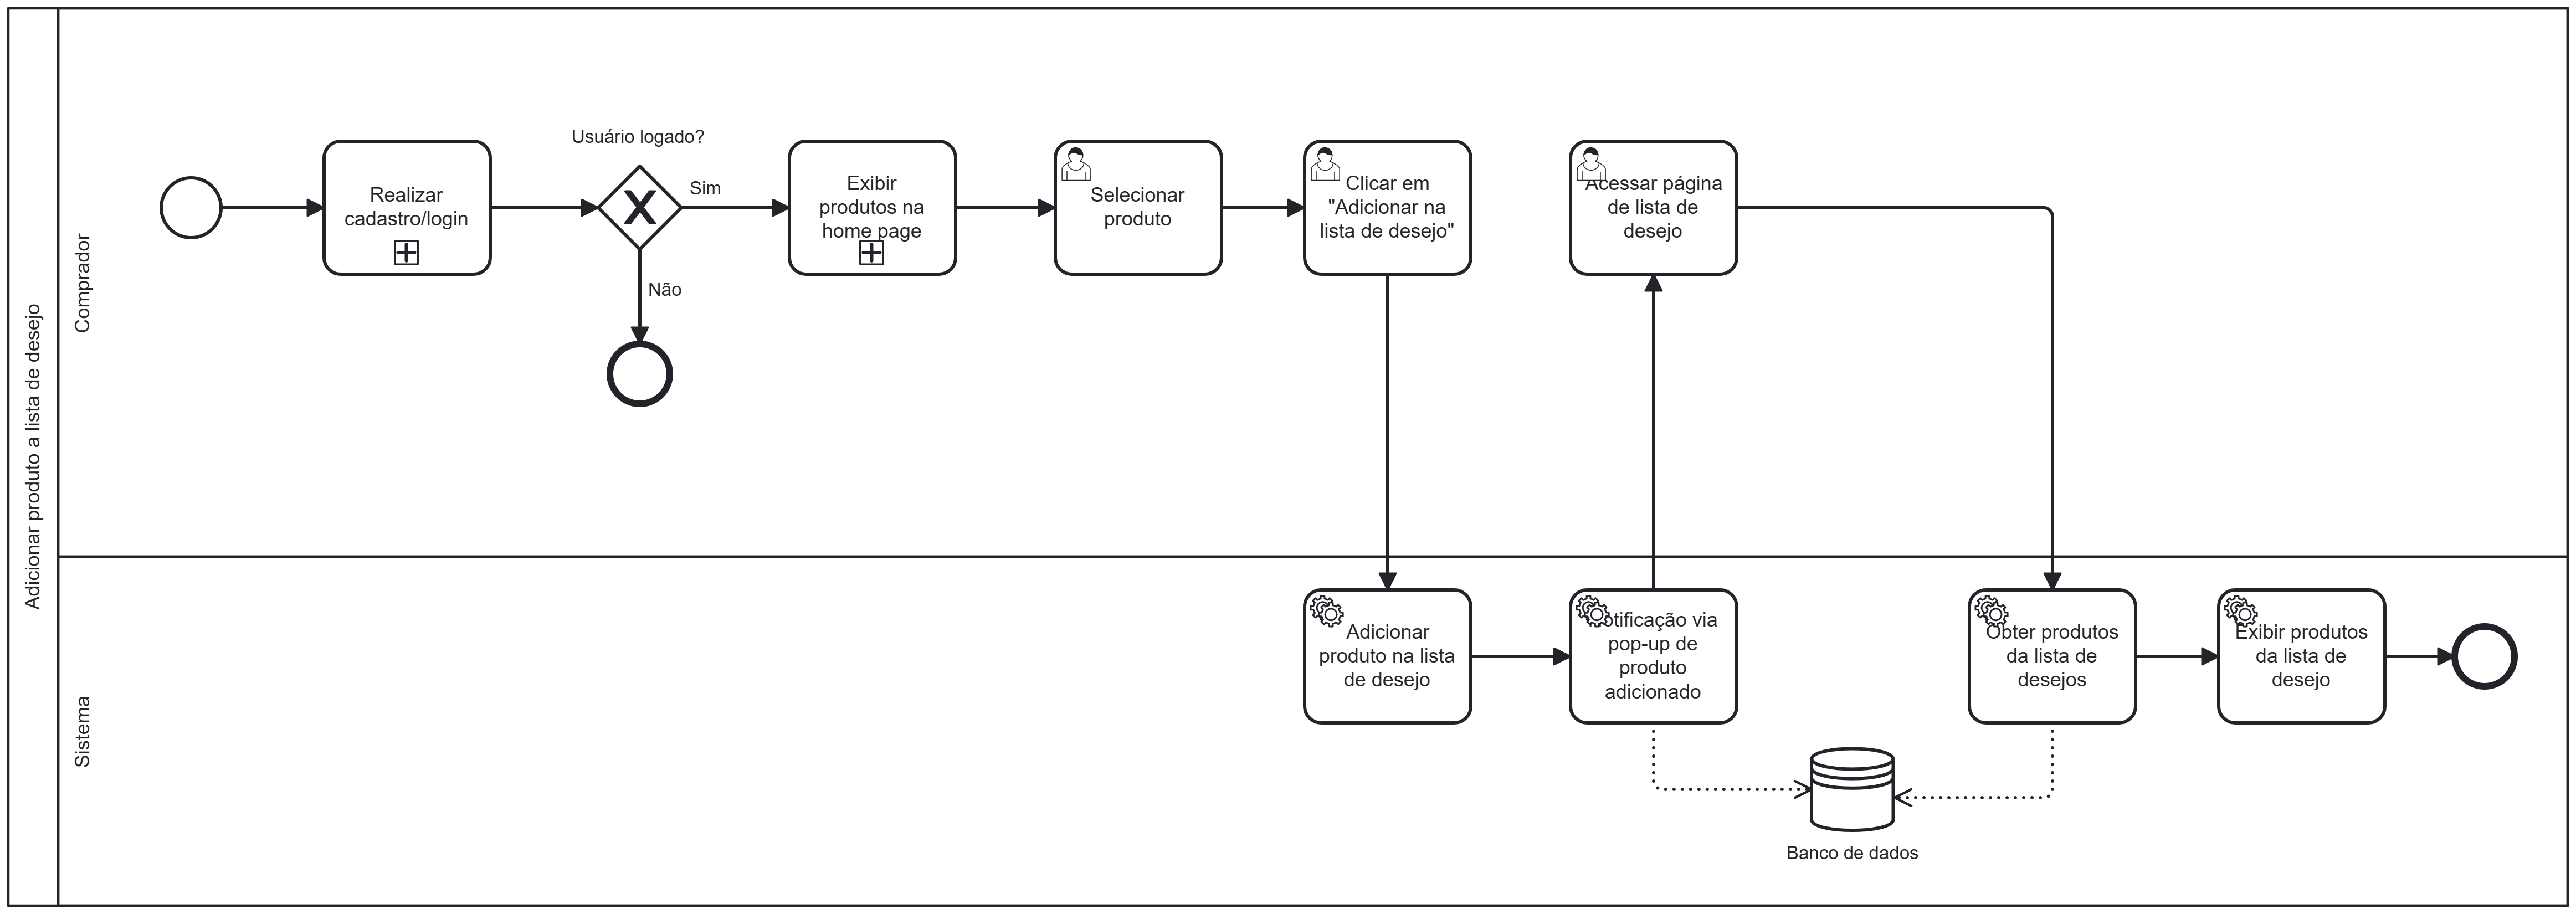 Adicionar produto a lista de desejo
Comprador
Usuário logado?
Realizar
cadastro/login
Sim
Não
Exibir
produtos na
home page
Selecionar
produto
Clicar em
"Adicionar na
lista de desejo"
Acessar página
de lista de
desejo
Sistema
Adicionar
produto na lista
de desejo
Notificação via
pop-up de
produto
adicionado
Obter produtos
da lista de
desejos
Exibir produtos
da lista de
desejo
Banco de dados